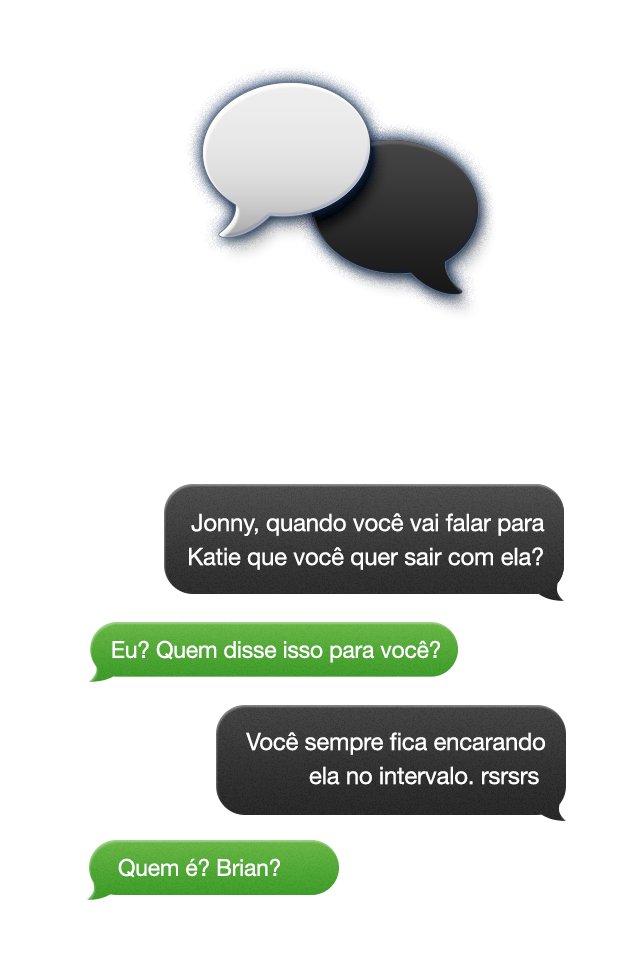 Jonny, quando você vai falar para
Katie que você quer sair com ela?
Eu? Quem disse isso para você?
Você sempre fica encarando
ela no intervalo. rsrsrs
Quem é? Brian?